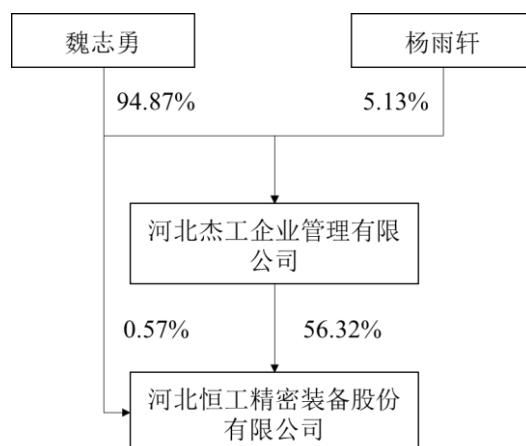 魏志勇
杨雨轩
94.87%
5.13%
河北杰工企业管理有限
公司
0.57%
56.32%
河北恒工精密装备股份
有限公司